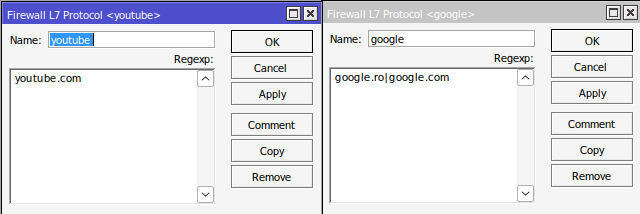 Firewall L7 Protocol <youtube>
Name: youtube
OK
Regexp:
youtube.com
Cancel
Apply
Comment
Copy
Remove
Firewall L7 Protocol <google>
Name: google
OK
Regexp:
google.ro|google.com
Cancel
Apply
Comment
Copy
Remove